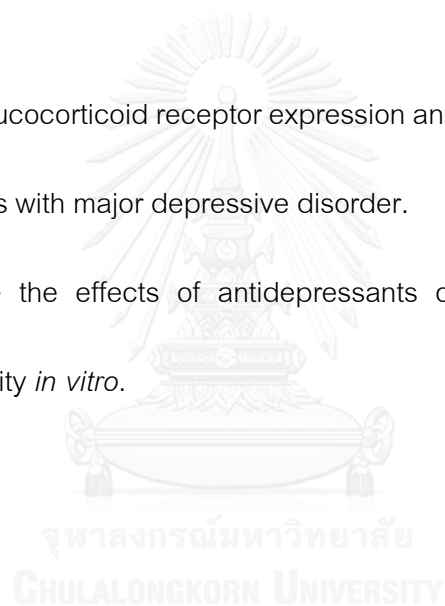 ucocorticoid receptor expression an
s with major depressive disorder.
the effects of antidepressants
ity in vitro.
จุฬาลงกรณ์มหาวิทยาลัย
CHULALONGKORN UNIVERSITY